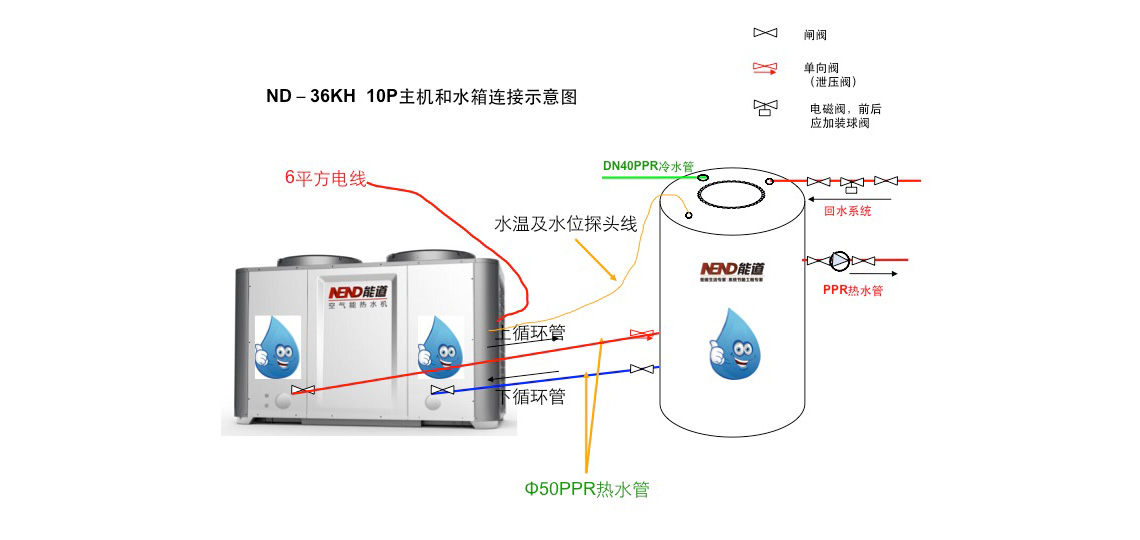 闸阀
单向阀
（泄压阀）
ND – 36KH 10P主机和水箱连接示意图
电磁阀，前后
应加装球阀
DN40PPR冷水管
6平方电线
水温及水位探头线
回水系统
NEND能道
NEND能道
空气能热水机
PPR热水管
上循环管
下循环管
Φ50PPR热水管